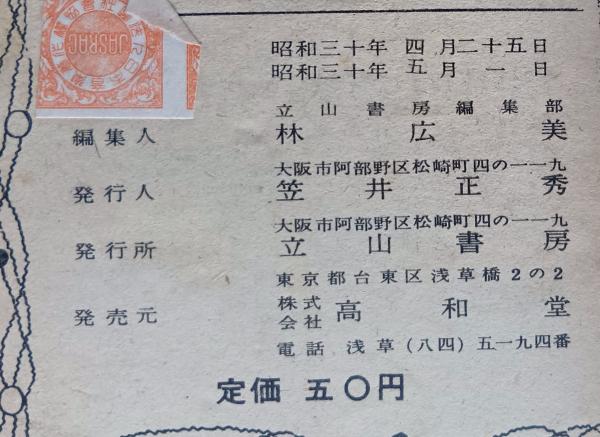 JASRAC
昭和三十年 四月二十五日
昭和三十年 五月一日
立山書房編集部
編集人 林広美
大阪市阿部野区松崎町四の一一九
発行人 笠井正秀
大阪市阿部野区松崎町四の一一九
発行所 立山書房
東京都台東区浅草橋2の2
発売元 株式会社 高和堂
電話 浅草(八四)五一九四番
定価 五〇円